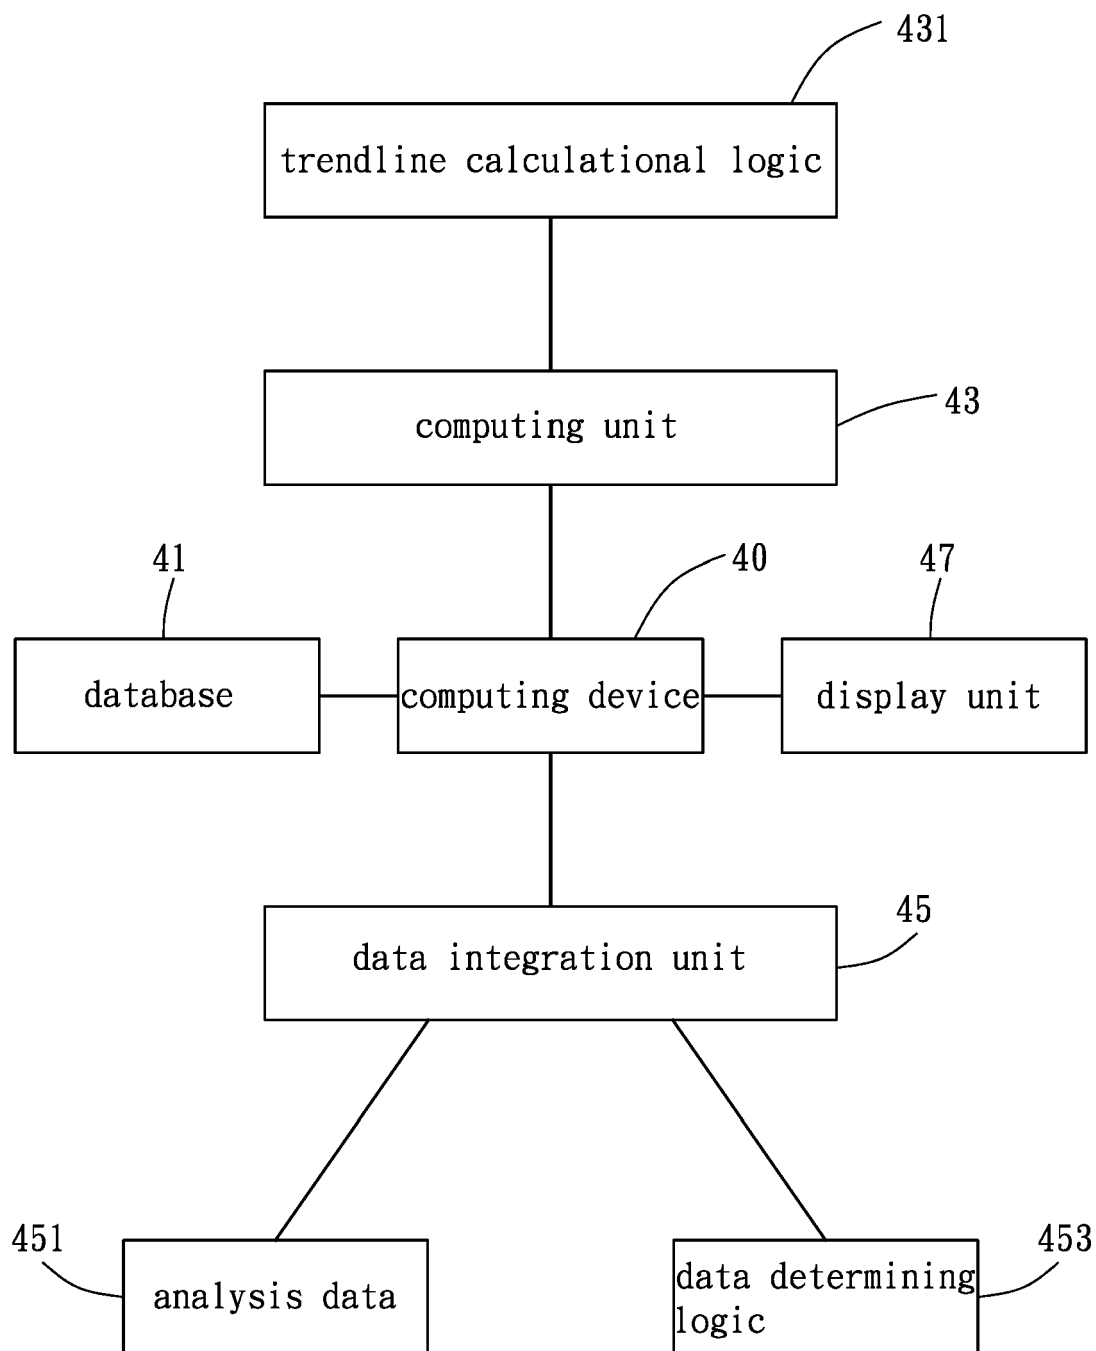 431
trendline calculational logic
43
computing unit
41
40
47
database
computing device
display unit
45
data integration unit
451
453
analysis data
data determining
logic